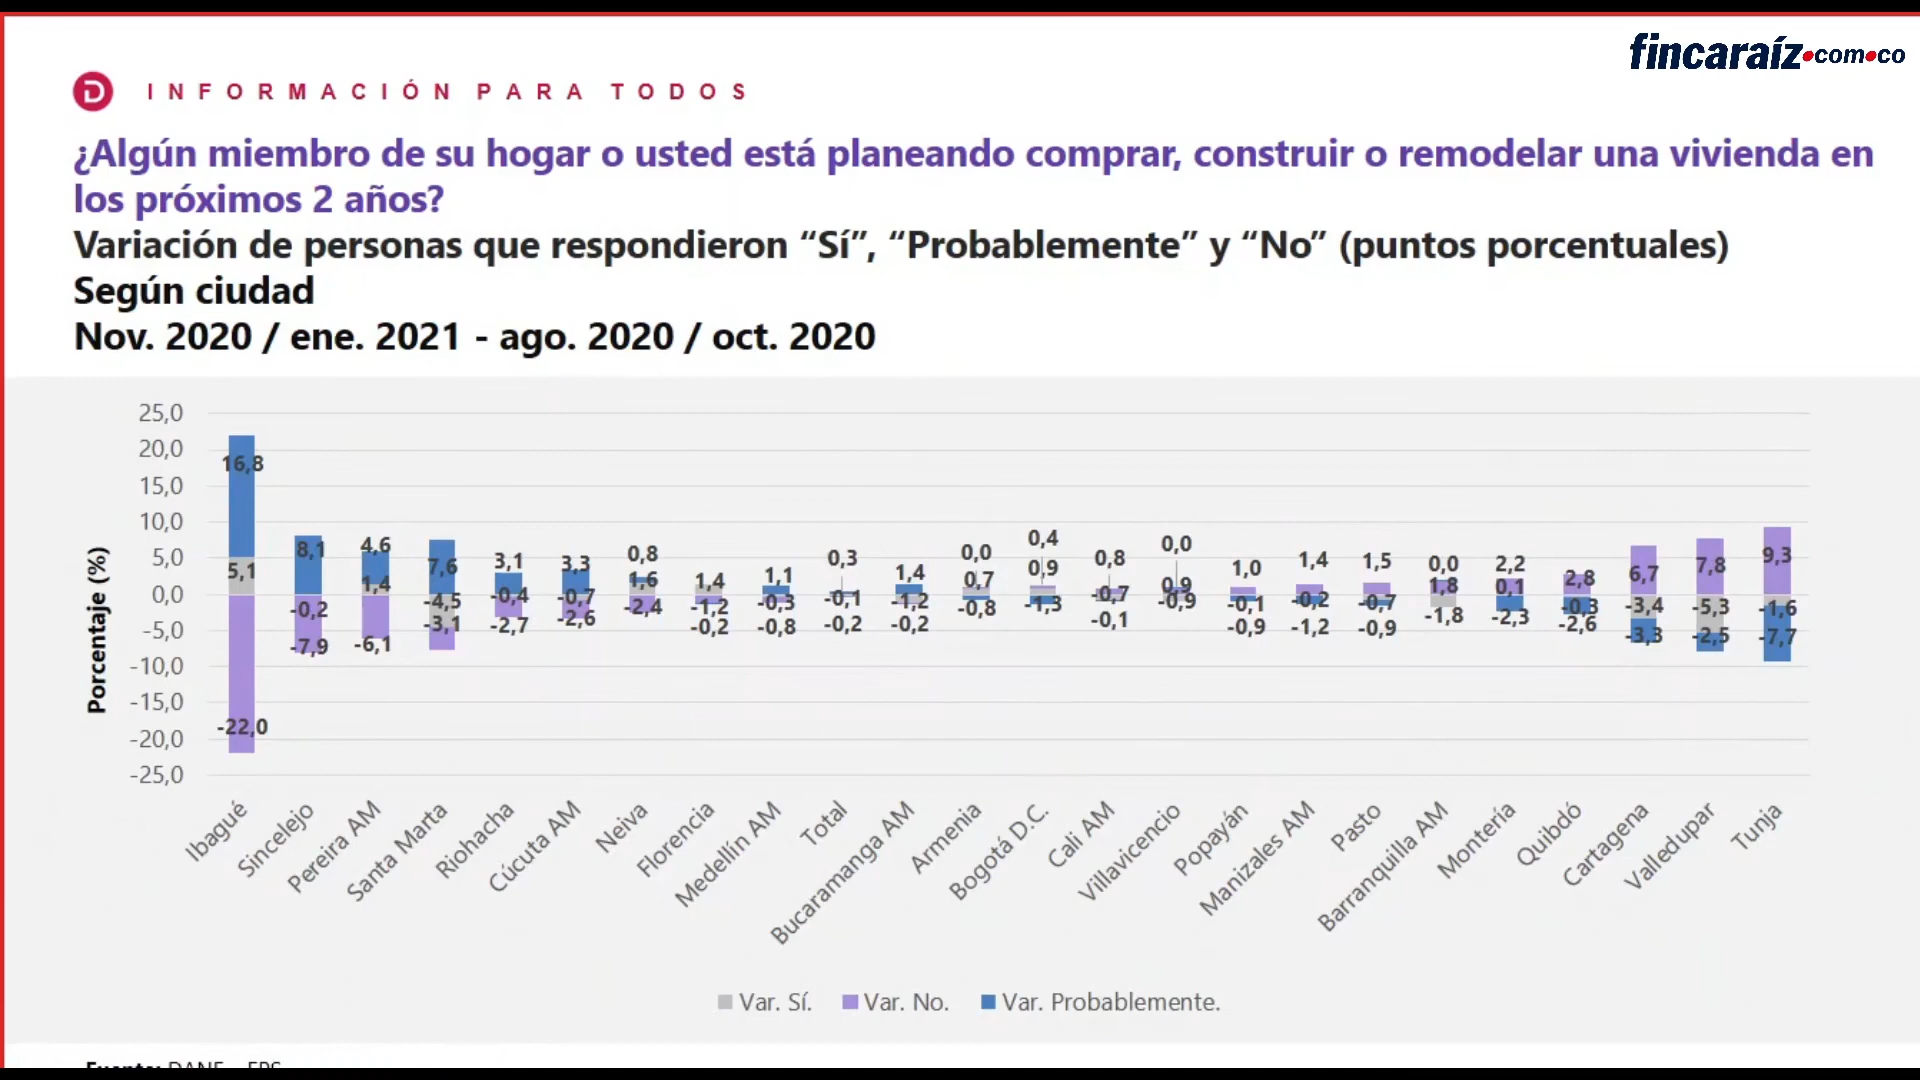 fincaraíz.com.co
INFORMACIÓN PARA TODOS
¿Algún miembro de su hogar o usted está planeando comprar, construir o remodelar una vivienda en
los próximos 2 años?
Variación de personas que respondieron “Sí”, “Probablemente” y “No” (puntos porcentuales)
Según ciudad
Nov. 2020 / ene. 2021 - ago. 2020 / oct. 2020
Porcentaje (%)
25,0
20,0
15,0
10,0
5,0
0,0
-5,0
-10,0
-15,0
-20,0
-25,0
16,8
5,1
-22,0
8,1
-0,2
-7,9
4,6
1,4
-6,1
7,6
-4,5
-3,1
3,1
-0,4
-2,7
3,3
-0,7
-2,6
0,8
1,6
-2,4
1,4
-1,2
-0,2
1,1
-0,3
-0,8
0,3
-0,1
-0,2
1,4
-1,2
-0,2
0,0
0,7
-0,8
0,4
0,9
-1,3
0,8
-0,7
-0,1
0,0
0,9
-0,9
1,0
-0,1
-0,9
1,4
-0,2
-1,2
1,5
-0,7
-0,9
0,0
1,8
-1,8
2,2
0,1
-2,3
2,8
-0,3
-2,6
6,7
-3,4
-3,3
7,8
-5,3
-2,5
9,3
-1,6
-7,7
Ibagué
Sincelejo
Pereira AM
Santa Marta
Riohacha
Cúcuta AM
Neiva
Florencia
Medellín AM
Total
Bucaramanga AM
Armenia
Bogotá D.C.
Cali AM
Villavicencio
Popayán
Manizales AM
Pasto
Barranquilla AM
Montería
Quibdó
Cartagena
Valledupar
Tunja
Var. Sí.
Var. No.
Var. Probablemente.